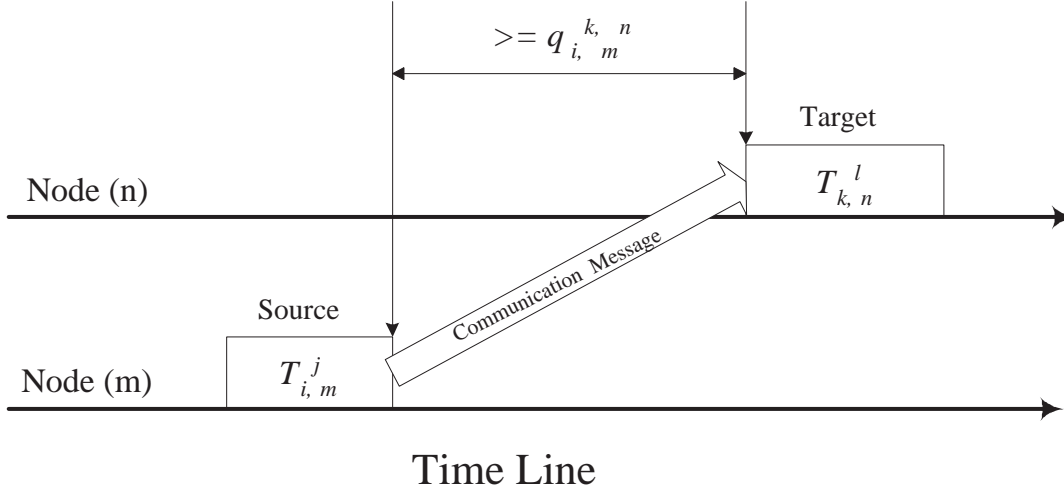 >= q i, m k, n
Target
Node (n)
T k, n l
Communication Message
Source
Node (m)
T i, m j
Time Line